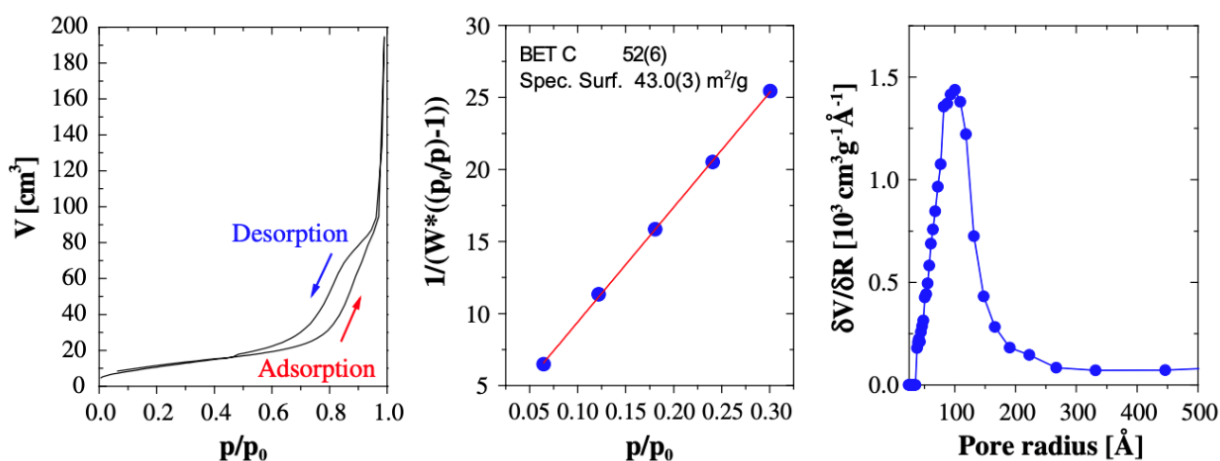 200
180
160
140
120
100
80
60
40
20
0
V [cm³]
Desorption
Adsorption
0.0 0.2 0.4 0.6 0.8 1.0
p/p₀
30
25
20
15
10
5
1/(W*((p₀/p)-1))
BET C 52(6)
Spec. Surf. 43.0(3) m²/g
0.05 0.10 0.15 0.20 0.25 0.30
p/p₀
1.5
1.0
0.5
0.0
δV/δR [10³ cm³g⁻¹Å⁻¹]
100 200 300 400 500
Pore radius [Å]